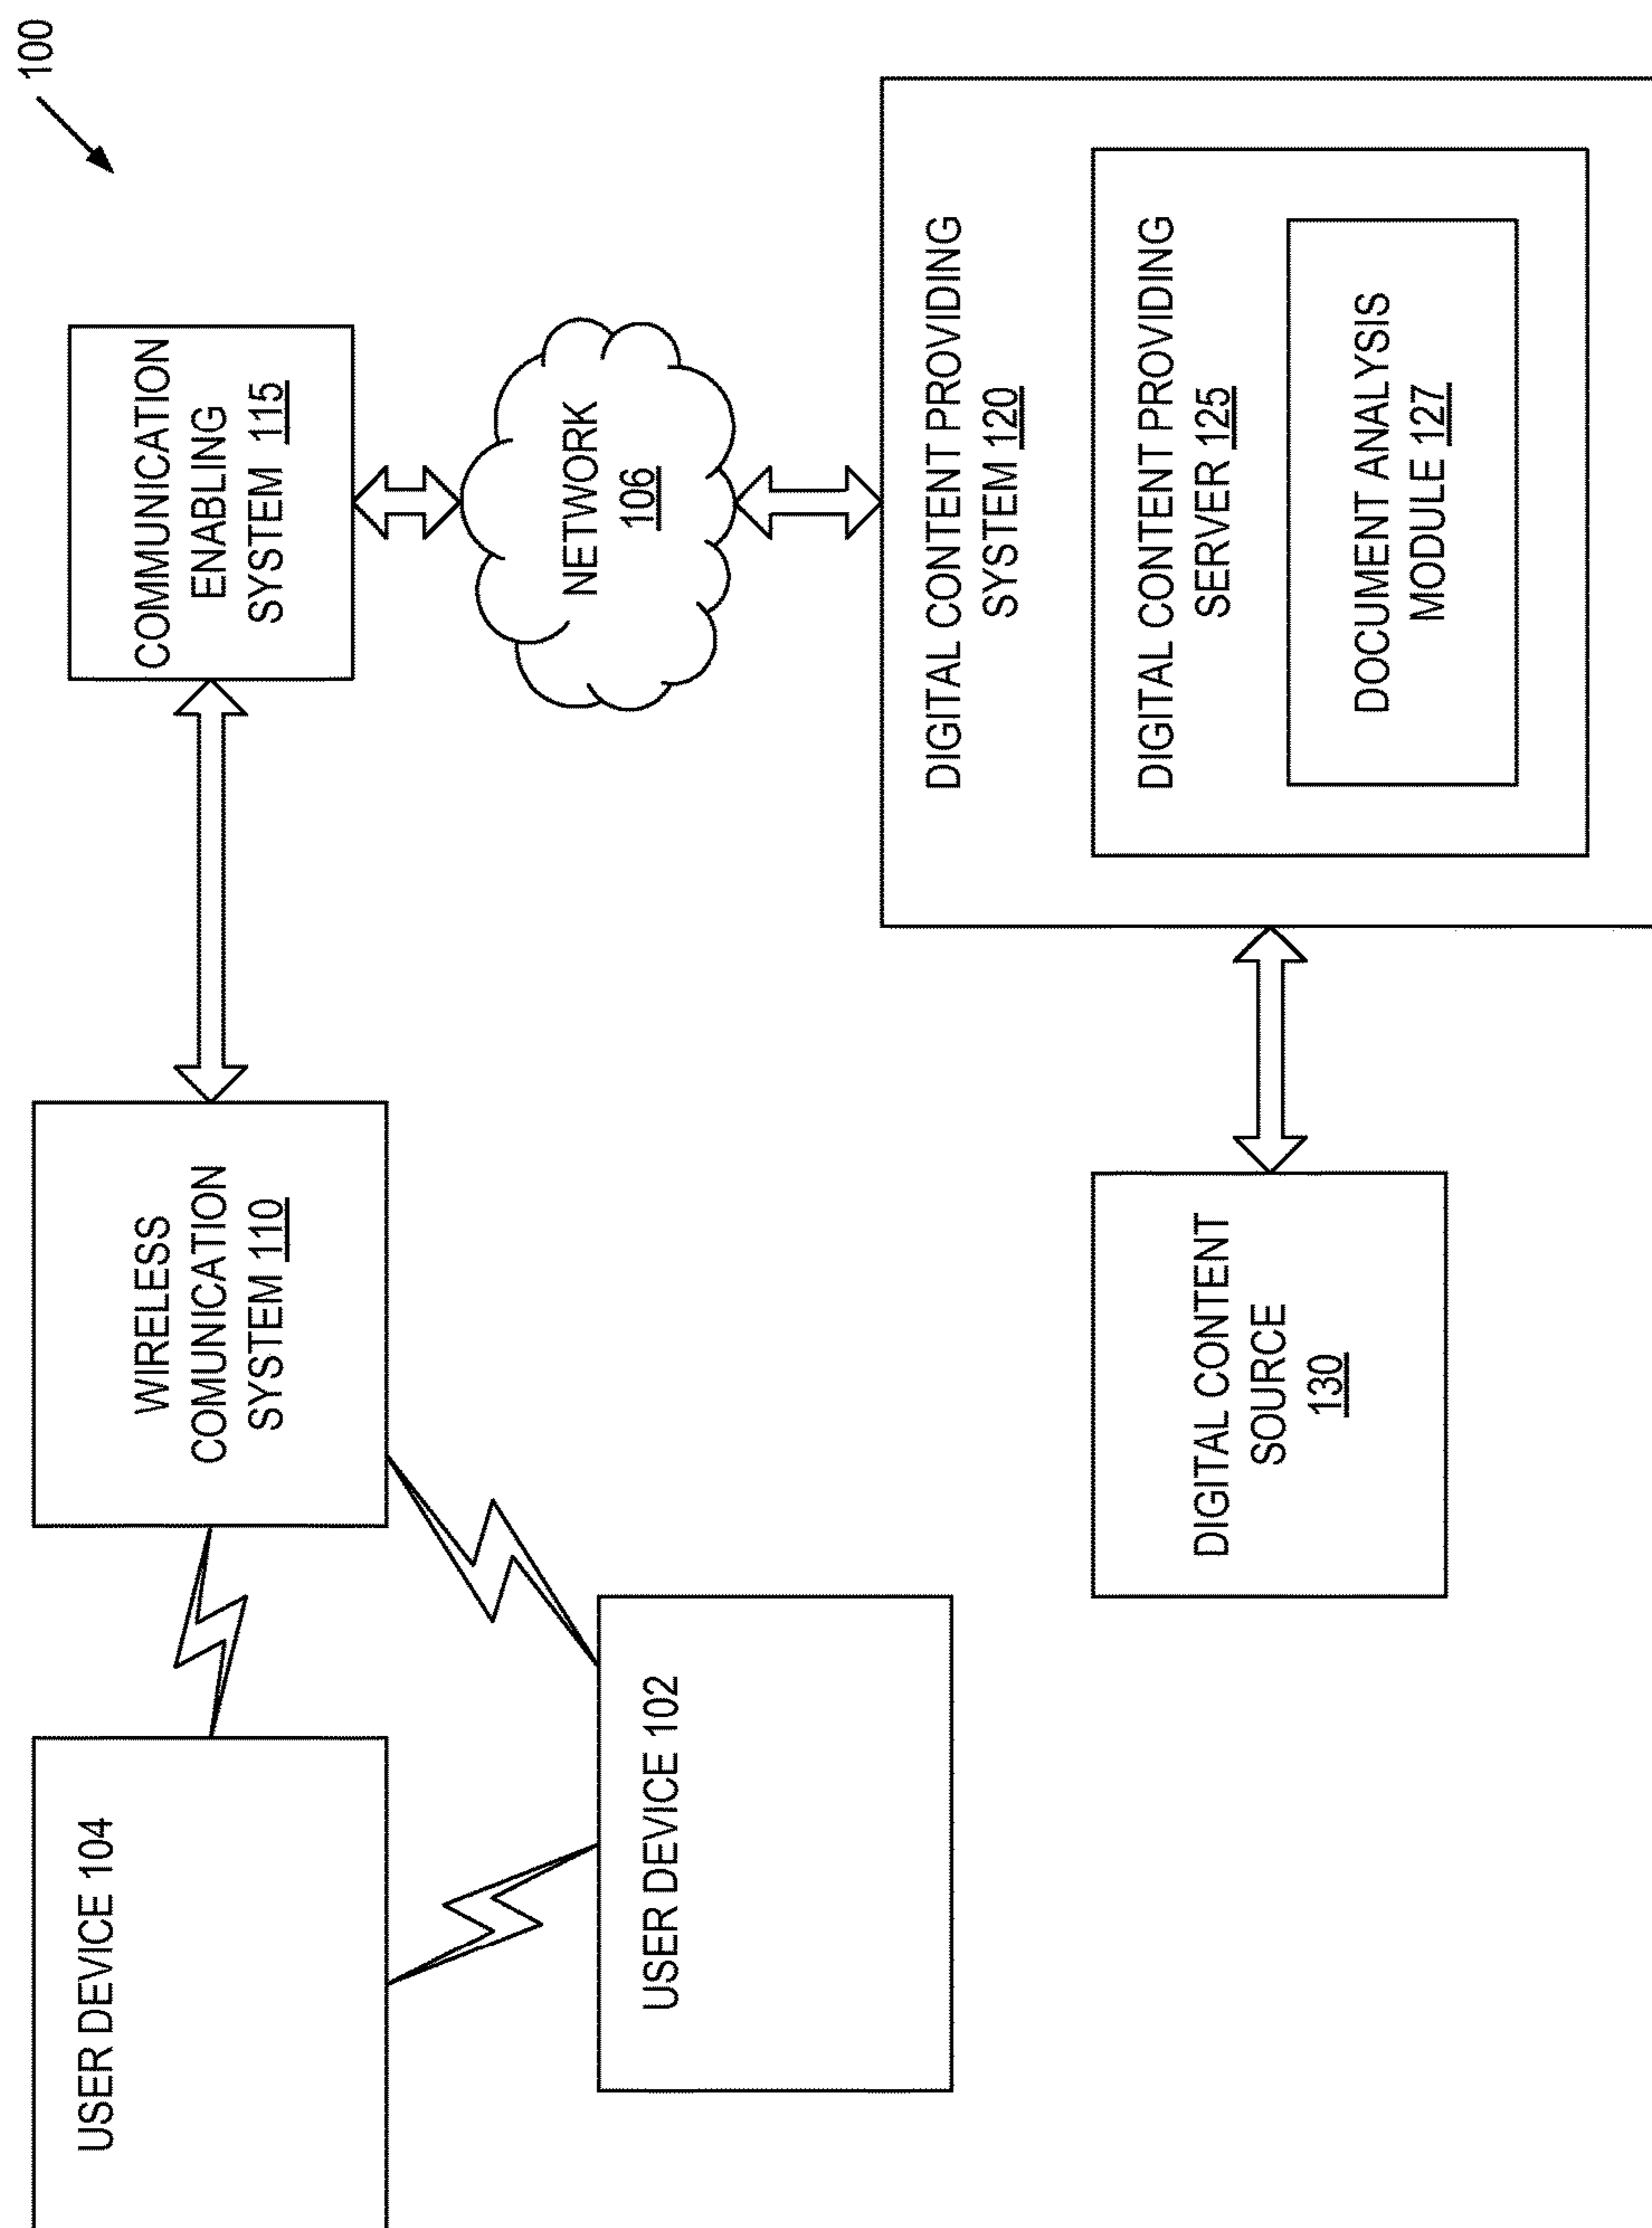 100
USER DEVICE 104
WIRELESS
COMUNICATION
SYSTEM 110
COMMUNICATION
ENABLING
SYSTEM 115
NETWORK
106
USER DEVICE 102
DIGITAL CONTENT PROVIDING
SYSTEM 120
DIGITAL CONTENT PROVIDING
SERVER 125
DOCUMENT ANALYSIS
MODULE 127
DIGITAL CONTENT
SOURCE
130